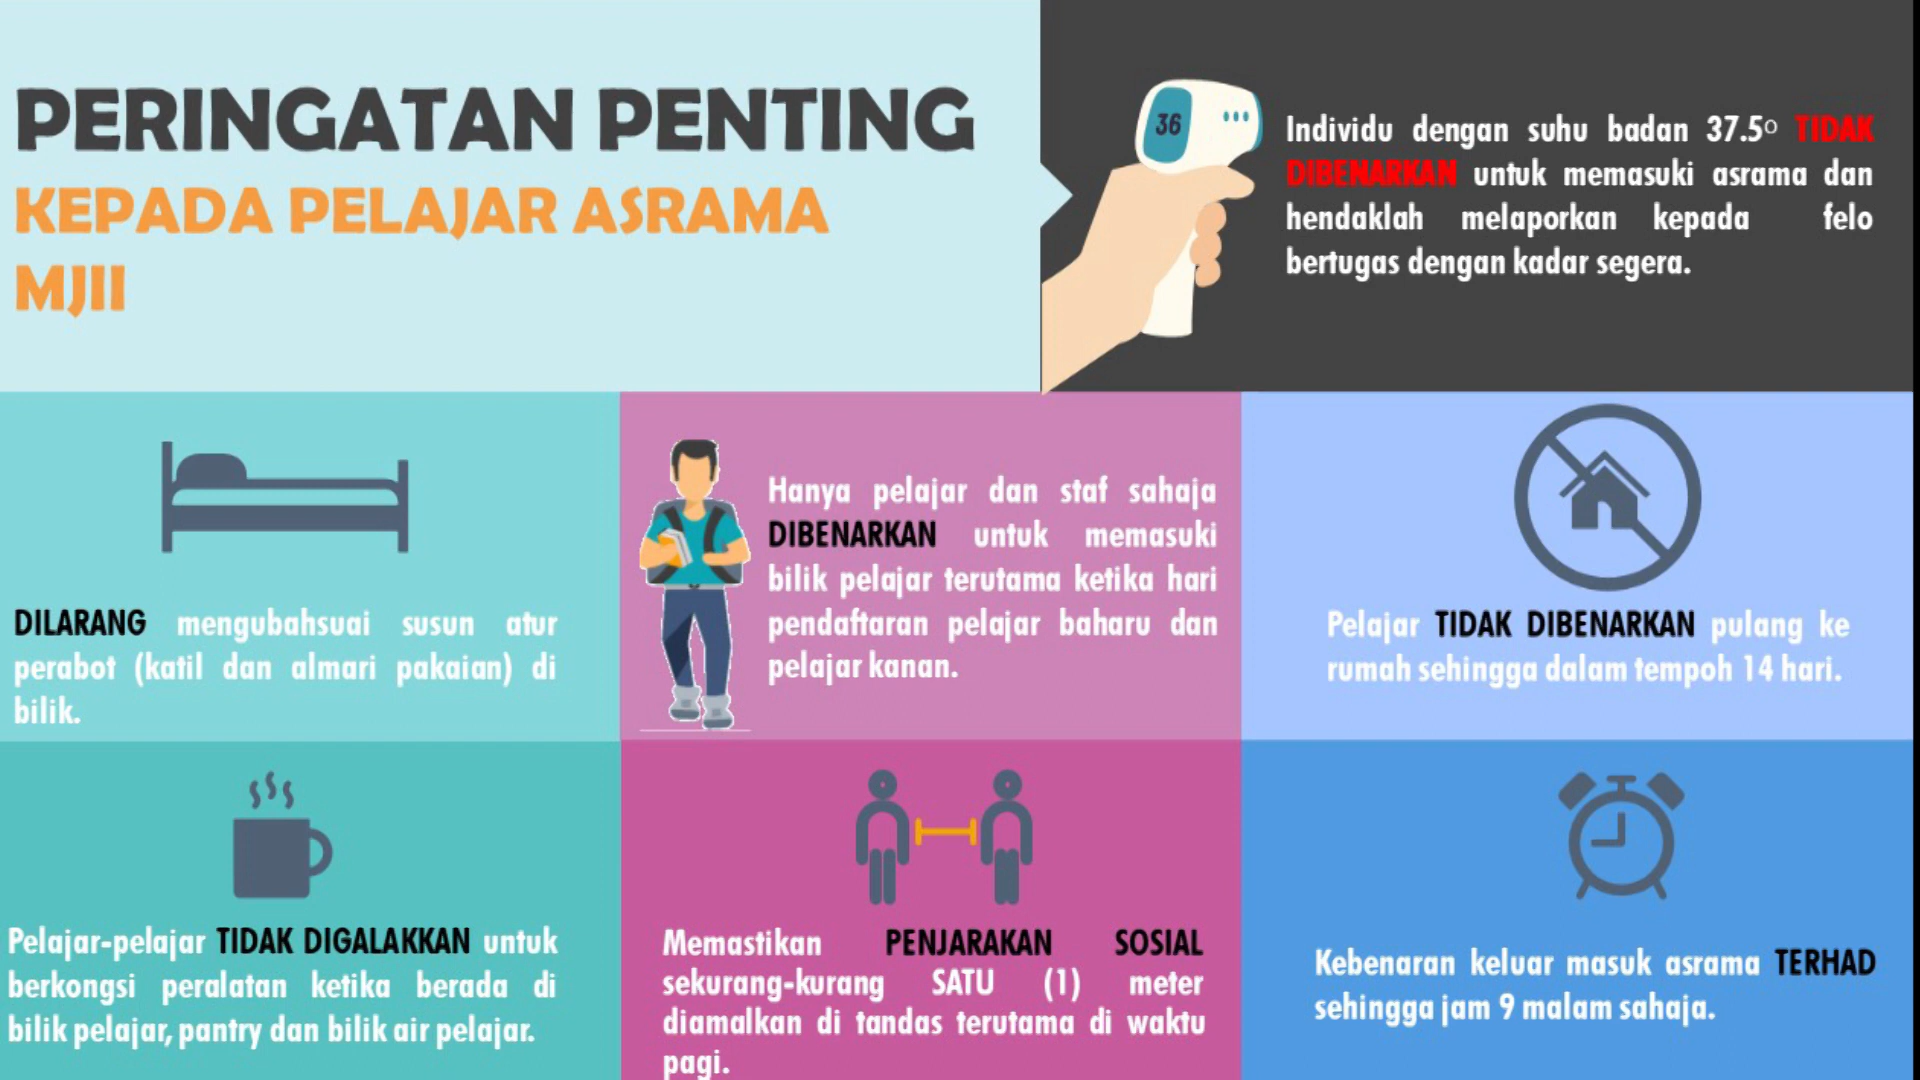 PERINGATAN PENTING
KEPADA PELAJAR ASRAMA
MJII
36
Individu dengan suhu badan 37.5° TIDAK
DIBENARKAN untuk memasuki asrama dan
hendaklah melaporkan kepada felo
bertugas dengan kadar segera.
DILARANG mengubahsuai susun atur
perabot (katil dan almari pakaian) di
bilik.
Hanya pelajar dan staf sahaja
DIBENARKAN untuk memasuki
bilik pelajar terutama ketika hari
pendaftaran pelajar baharu dan
pelajar kanan.
Pelajar TIDAK DIBENARKAN pulang ke
rumah sehingga dalam tempoh 14 hari.
Pelajar-pelajar TIDAK DIGALAKKAN untuk
berkongsi peralatan ketika berada di
bilik pelajar, pantry dan bilik air pelajar.
Memastikan PENJARAKAN SOSIAL
sekurang-kurang SATU (1) meter
diamalkan di tandas terutama di waktu
pagi.
Kebenaran keluar masuk asrama TERHAD
sehingga jam 9 malam sahaja.